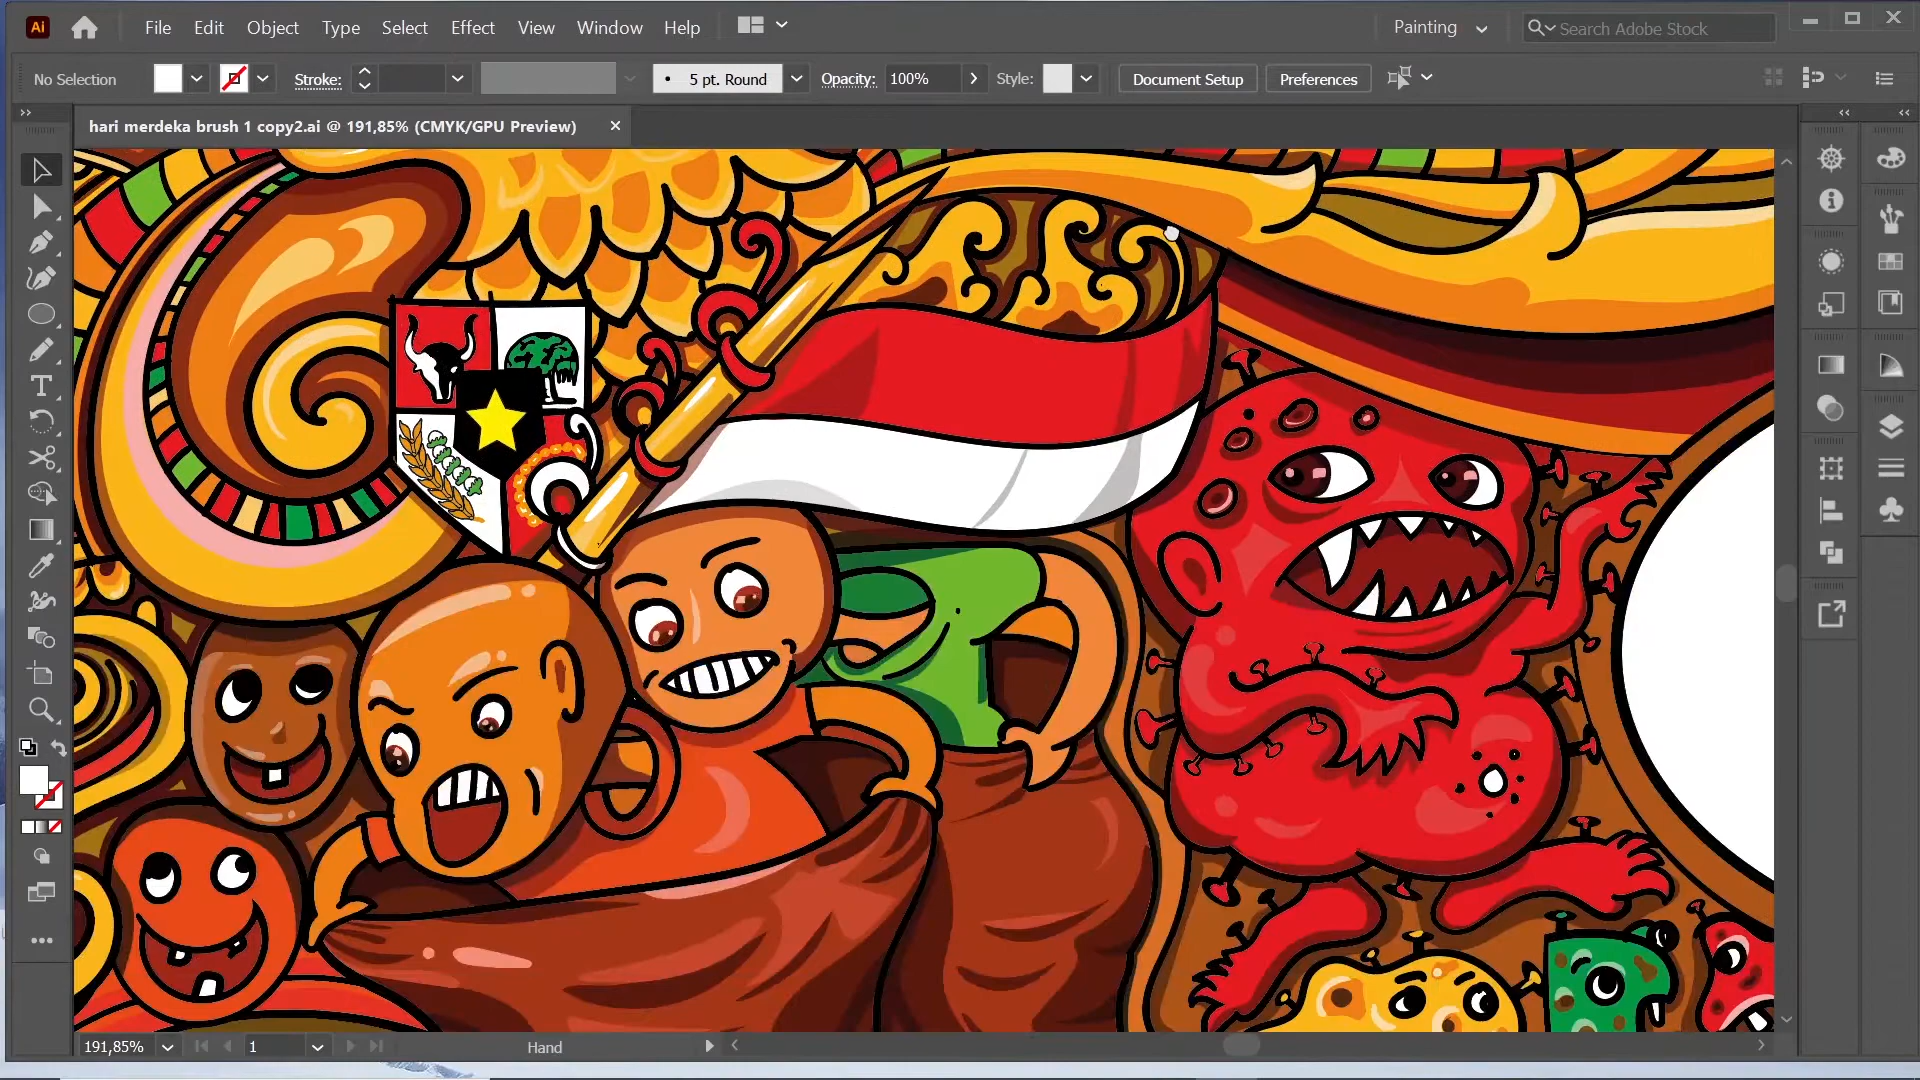 Ai File Edit Object Type Select Effect View Window Help Painting Search Adobe Stock
No Selection Stroke: 5 pt. Round Opacity: 100% Style: Document Setup Preferences
hari merdeka brush 1 copy2.ai @ 191,85% (CMYK/GPU Preview)
191,85% 1 Hand